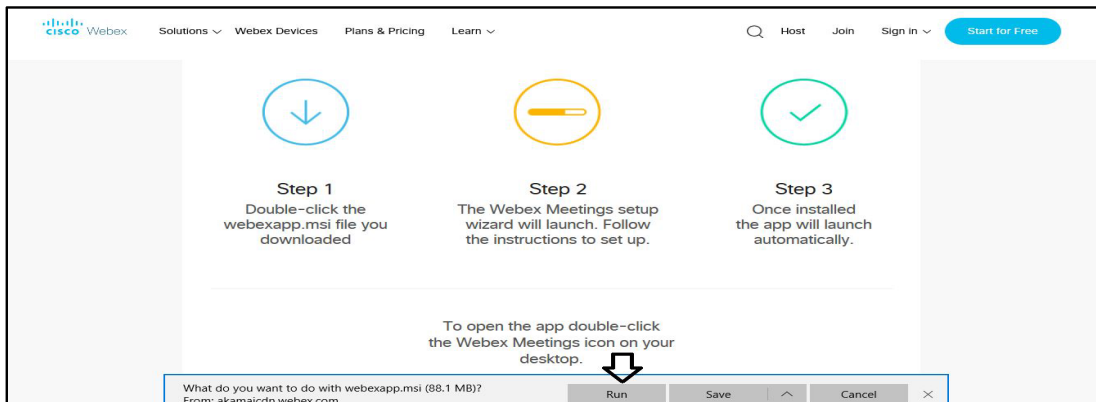 CISCO Webex Solutions Webex Devices Plans & Pricing Learn Host Join Sign in Start for Free
Step 1
Double-click the
webexapp.msi file you
downloaded
Step 2
The Webex Meetings setup
wizard will launch. Follow
the instructions to set up.
Step 3
Once installed
the app will launch
automatically.
To open the app double-click
the Webex Meetings icon on your
desktop.
What do you want to do with webexapp.msi (88.1 MB)?
From: akamaicdn.webex.com
Run Save Cancel